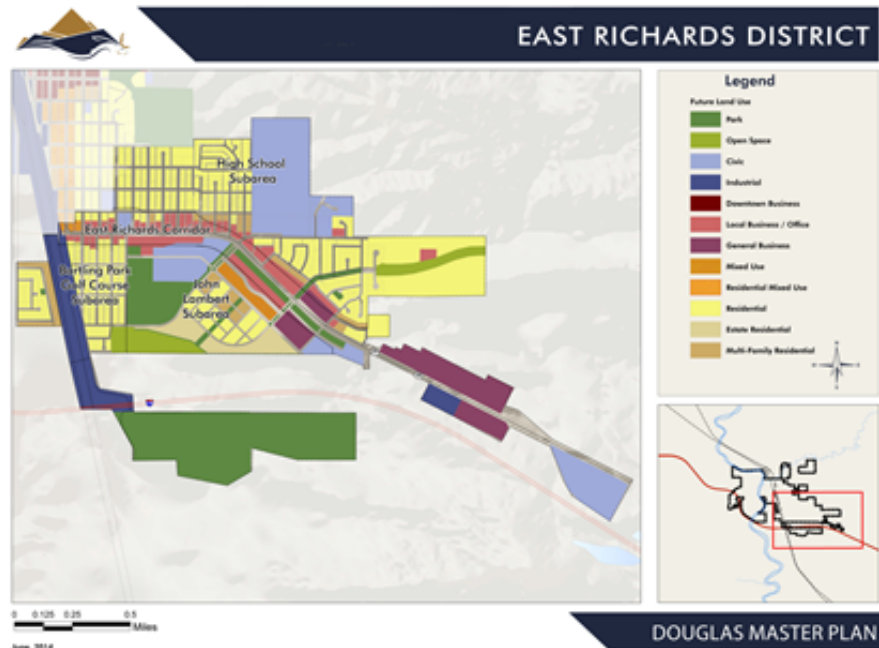 EAST RICHARDS DISTRICT
Legend
Future Land Use
Park
Open Space
Civic
Industrial
Downtown Business
Local Business / Office
General Business
Mixed Use
Residential Mixed Use
Residential
Estate Residential
Multi-Family Residential
High School
Subarea
East Richards Corridor
Partling Park
Golf Course
Subarea
John
Lambert
Subarea
0 0.125 0.25 0.5
Miles
June, 2014
DOUGLAS MASTER PLAN